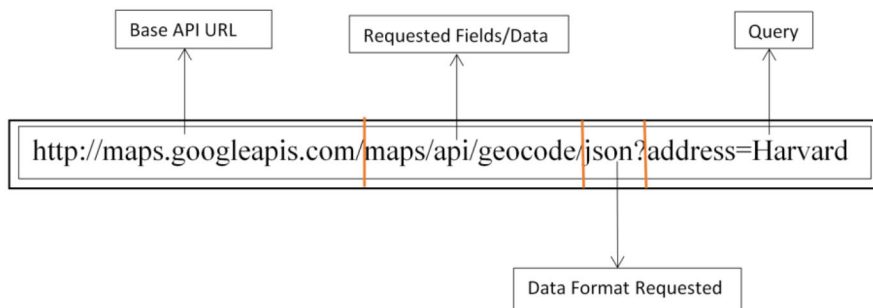 Base API URL
Requested Fields/Data
Query
http://maps.googleapis.com/maps/api/geocode/json?address=Harvard
Data Format Requested